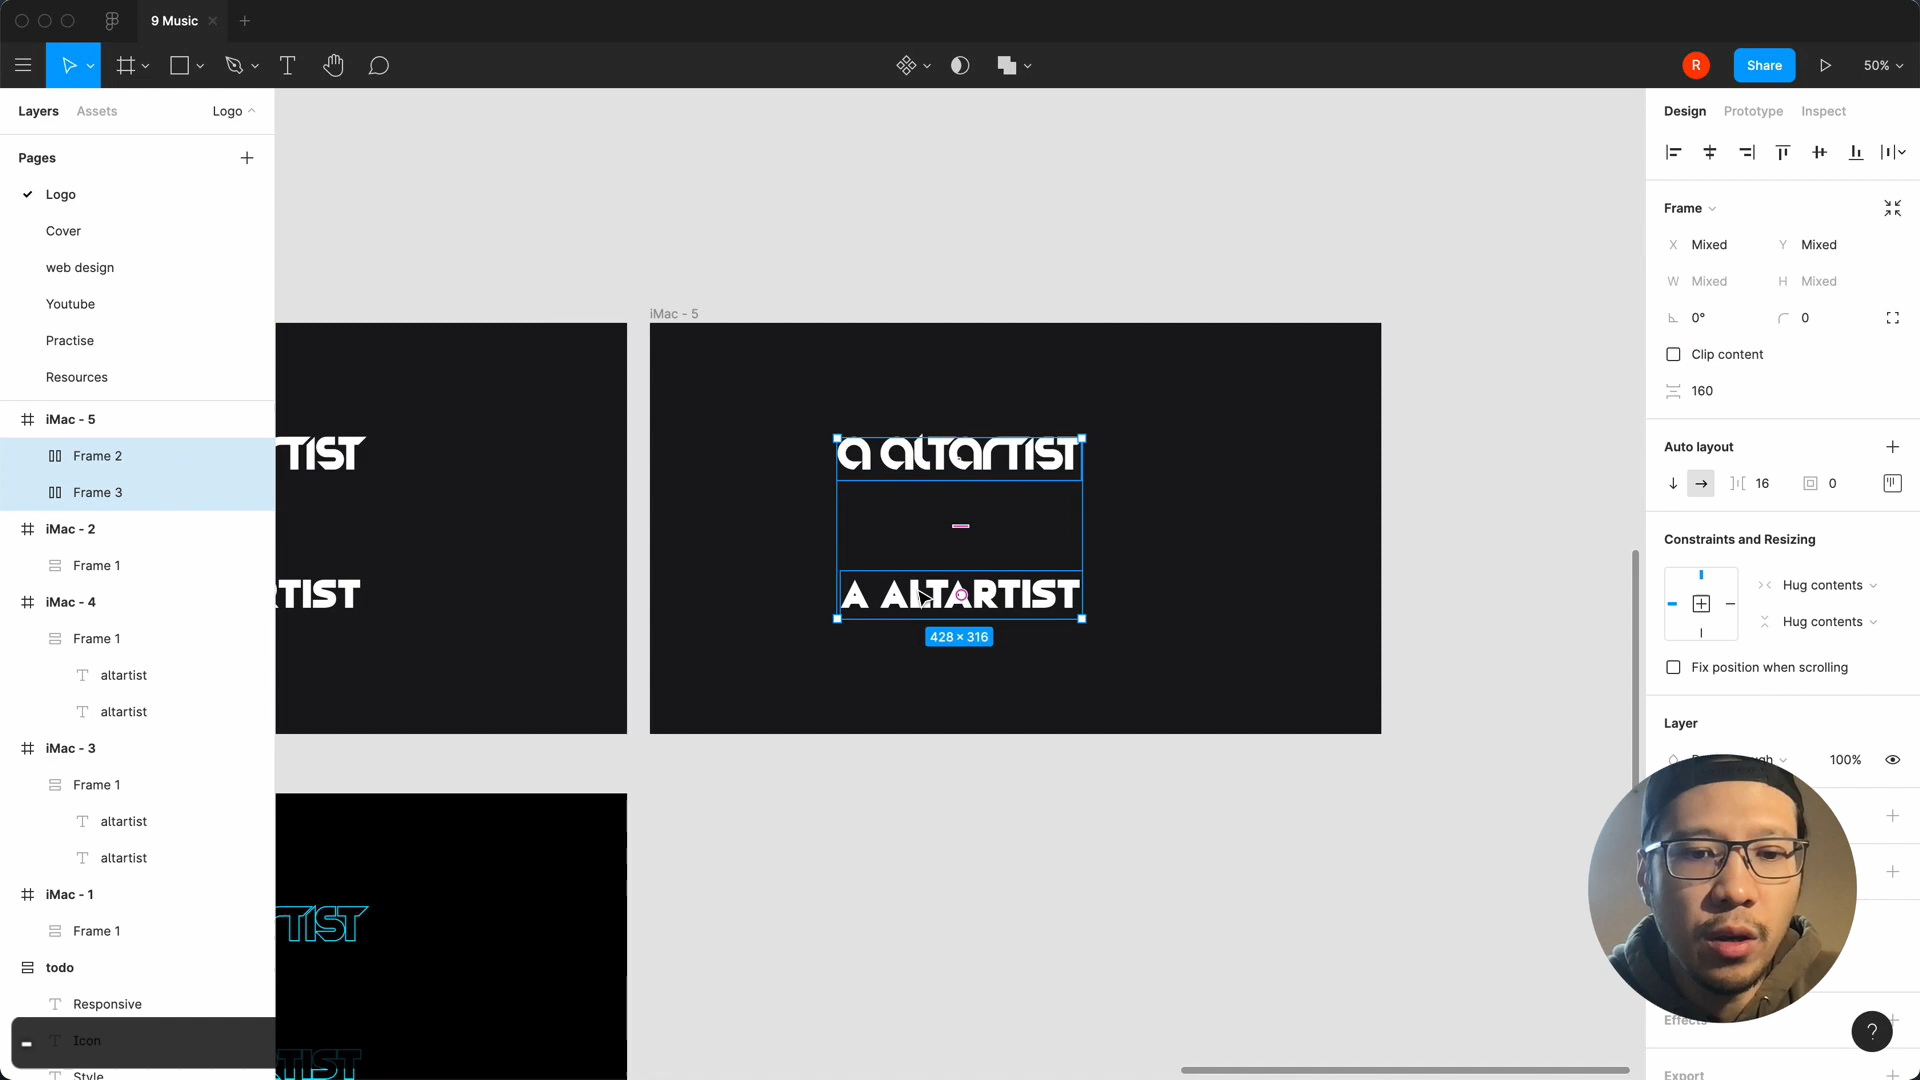 9 Music
R
Share
50%
Layers
Assets
Logo
Pages
Logo
Cover
web design
Youtube
Practise
Resources
iMac - 5
Frame 2
Frame 3
iMac - 2
Frame 1
iMac - 4
Frame 1
altartist
altartist
iMac - 3
Frame 1
altartist
altartist
iMac - 1
Frame 1
todo
Responsive
Icon
Style
iMac - 5
TIST
a altartist
RTIST
A ALTARTIST
428 × 316
TIST
TIST
Design
Prototype
Inspect
Frame
X Mixed
Y Mixed
W Mixed
H Mixed
0°
0
Clip content
160
Auto layout
16
0
Constraints and Resizing
Hug contents
Hug contents
Fix position when scrolling
Layer
100%
Effects
?
Export